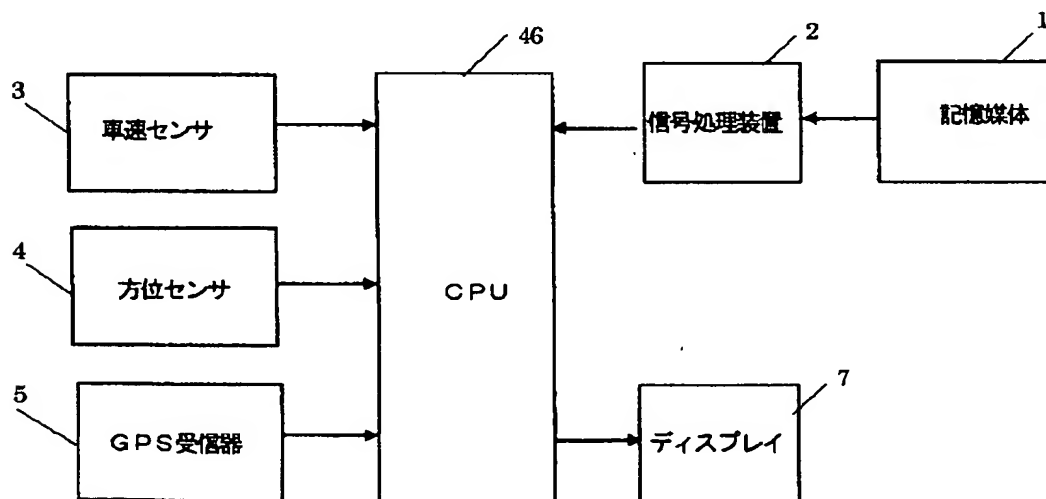 46
2
1
3
車速センサ
信号処理装置
記憶媒体
4
方位センサ
CPU
7
5
GPS受信器
ディスプレイ